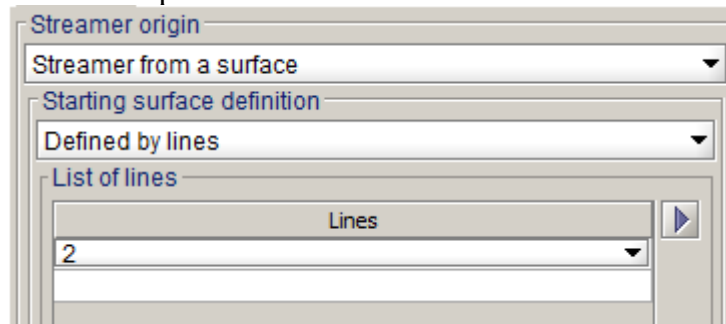 Streamer origin
Streamer from a surface
Starting surface definition
Defined by lines
List of lines
Lines
2